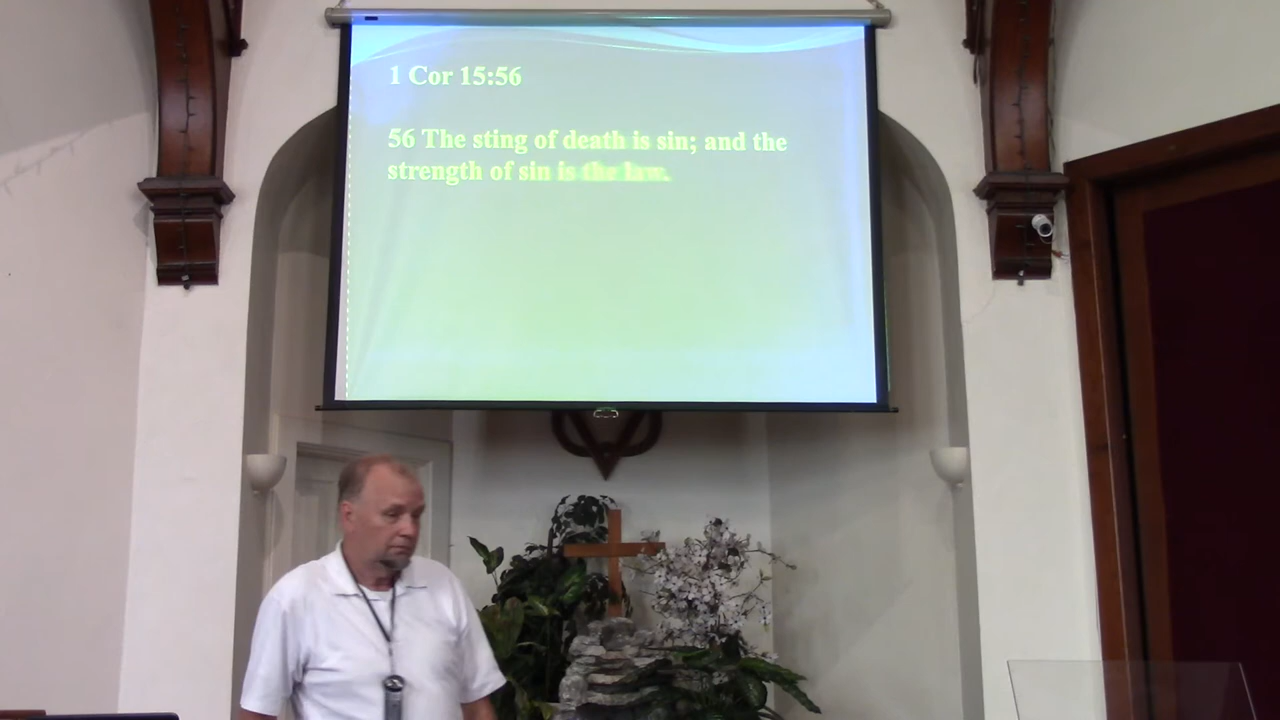 1 Cor 15:56
56 The sting of death is sin; and the
strength of sin is the law.